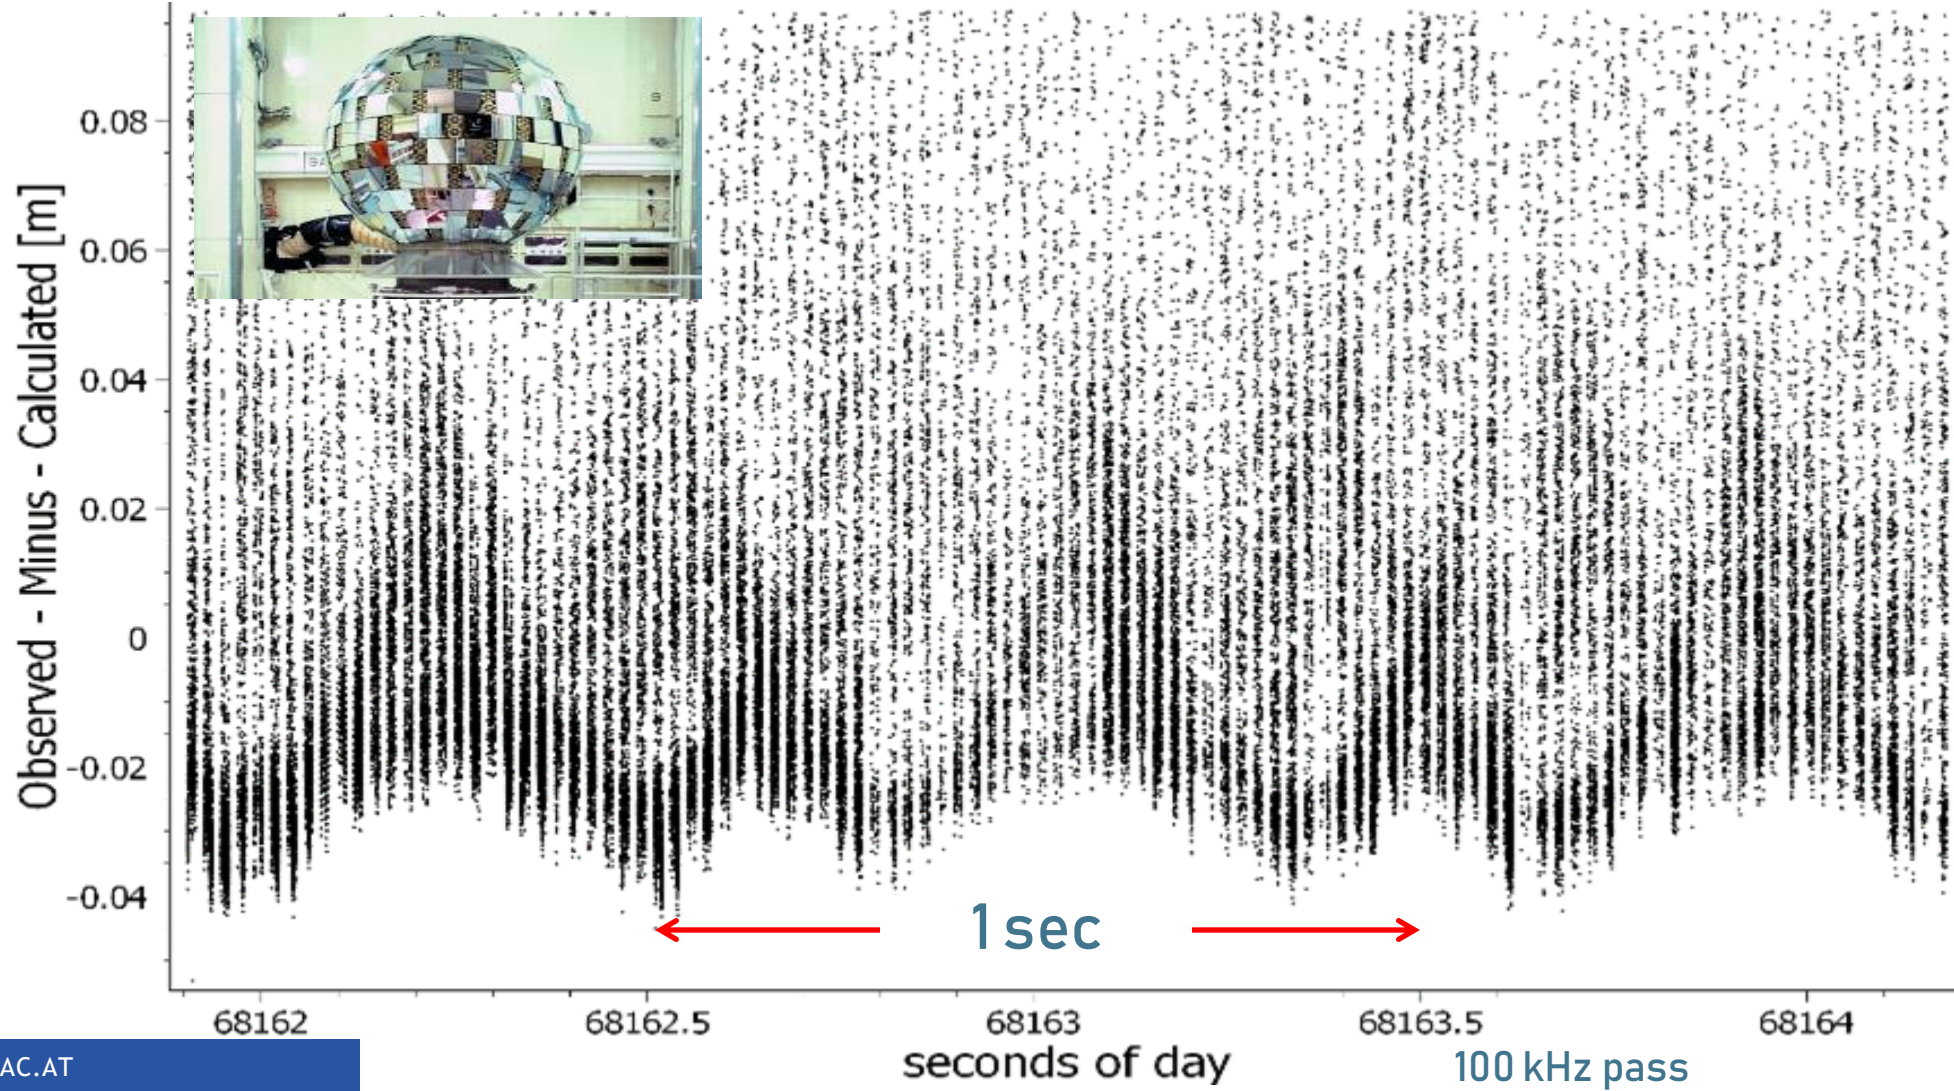 Observed - Minus - Calculated [m]
0.08
0.06
0.04
0.02
0
-0.02
-0.04
1 sec
68162
68162.5
68163
68163.5
68164
seconds of day
100 kHz pass
AC.AT